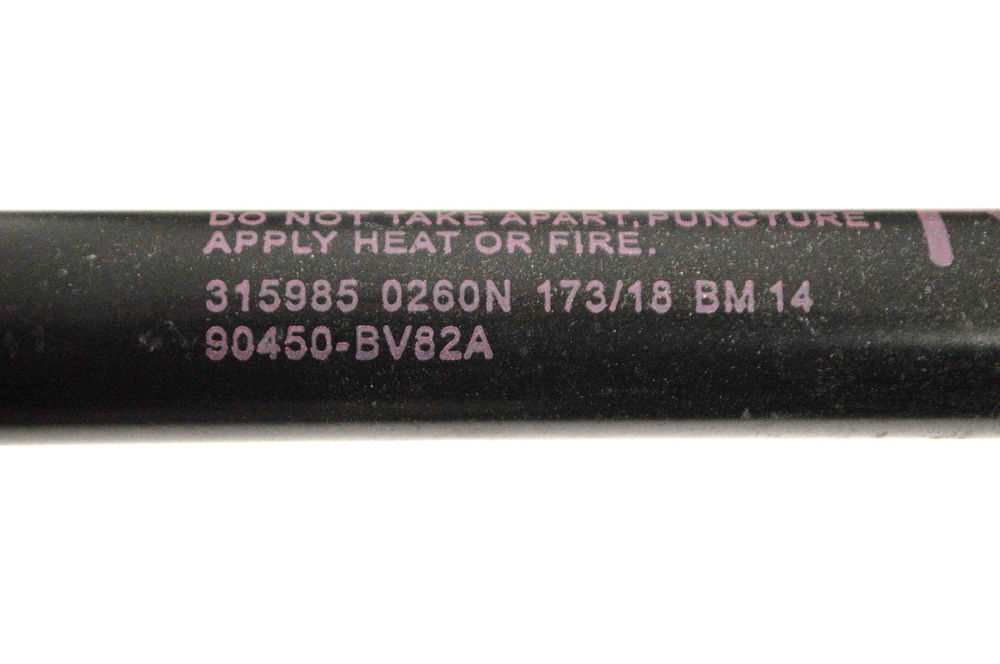 DO NOT TAKE APART, PUNCTURE,
APPLY HEAT OR FIRE.
315985 0260N 173/18 BM 14
90450-BV82A